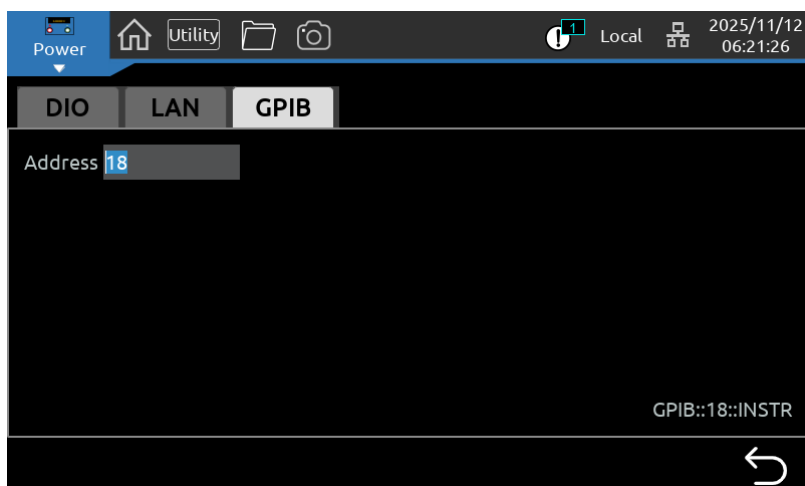 Power
Utility
1
Local
2025/11/12
06:21:26
DIO
LAN
GPIB
Address 18
GPIB::18::INSTR